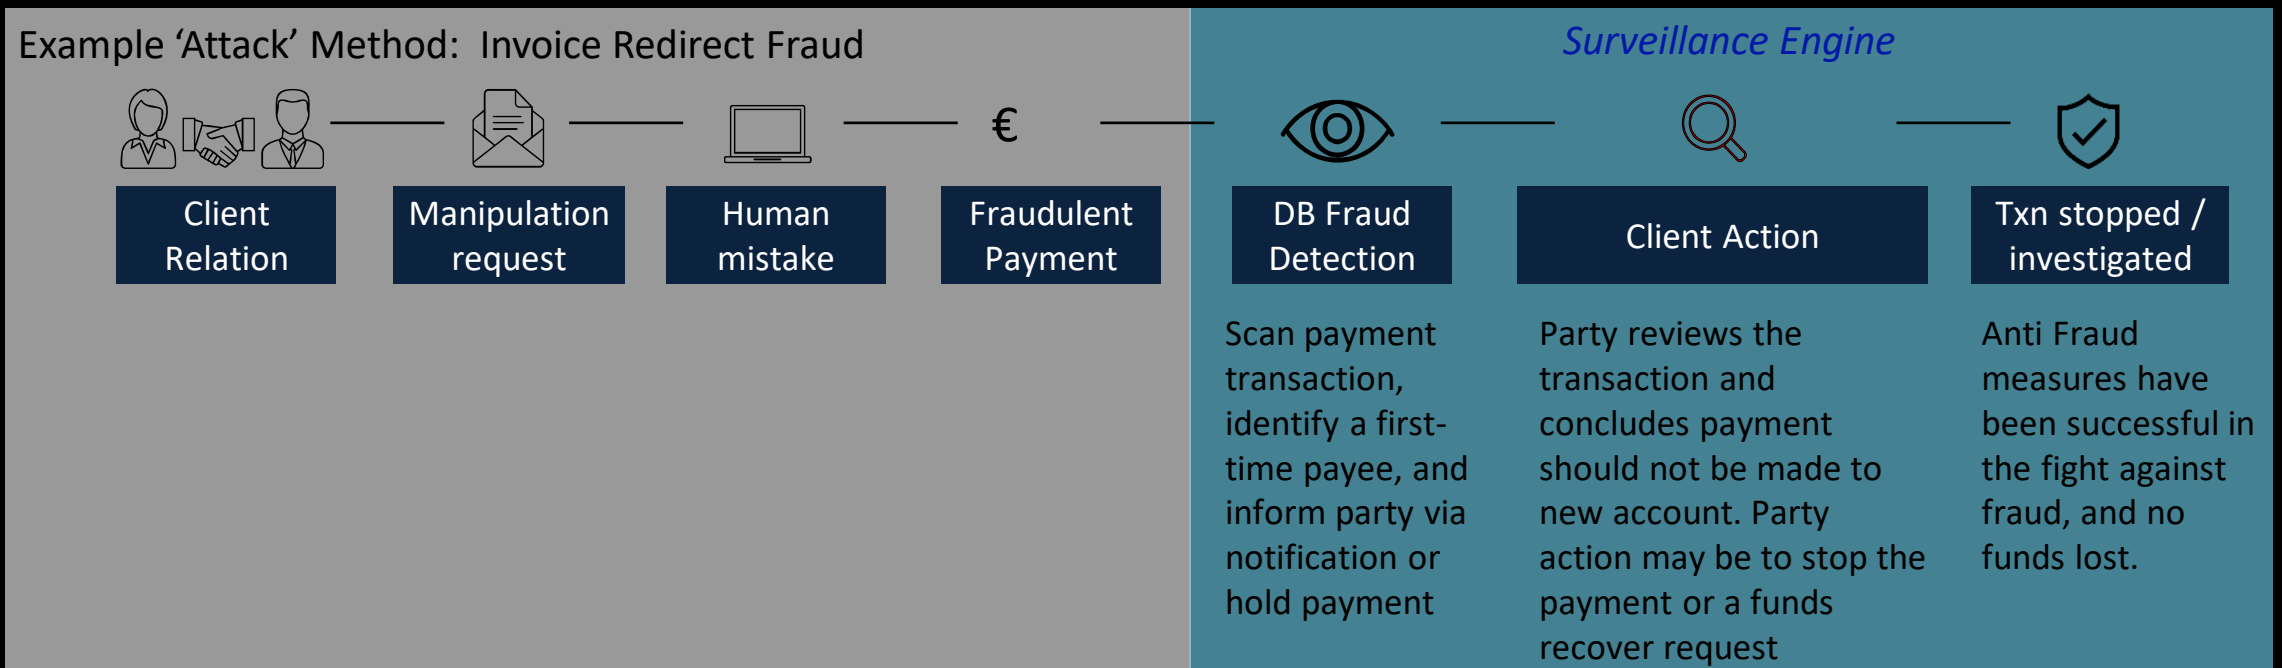 Example ‘Attack’ Method:  Invoice Redirect Fraud
Surveillance Engine
€
Client
Relation
Manipulation
request
Human
mistake
Fraudulent
Payment
DB Fraud
Detection
Client Action
Txn stopped /
investigated
Scan payment
transaction,
identify a first-
time payee, and
inform party via
notification or
hold payment
Party reviews the
transaction and
concludes payment
should not be made to
new account. Party
action may be to stop the
payment or a funds
recover request
Anti Fraud
measures have
been successful in
the fight against
fraud, and no
funds lost.